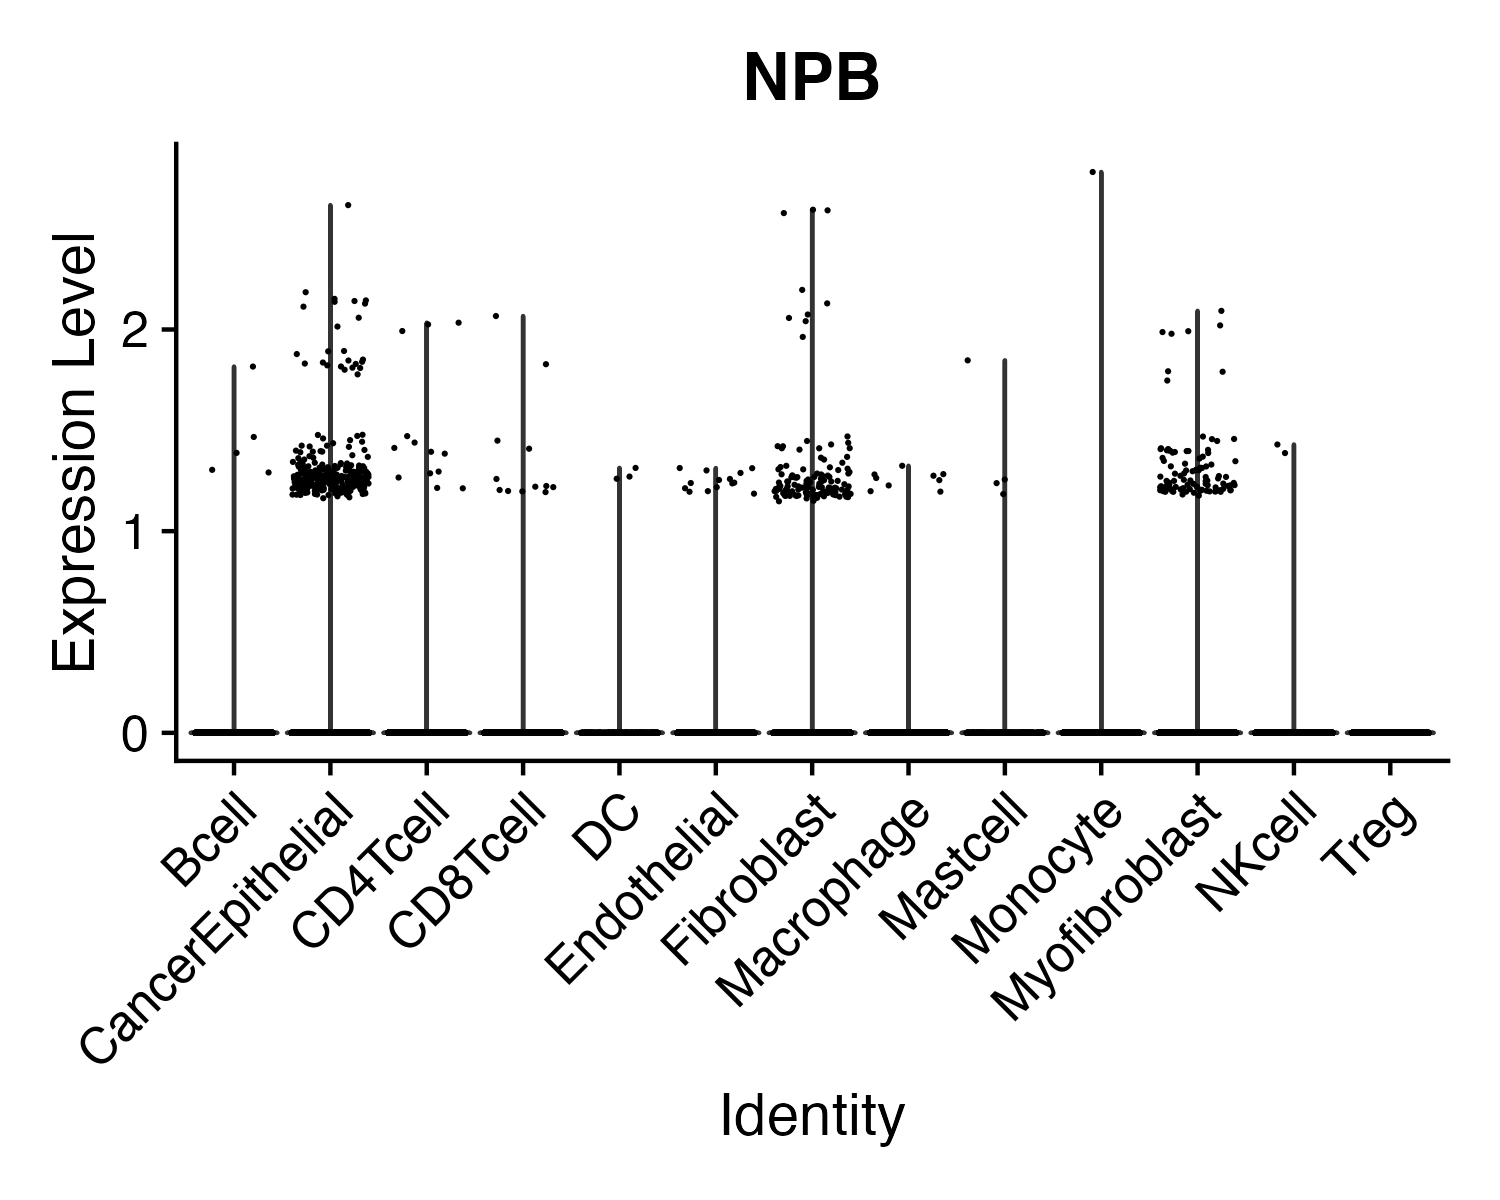 NPB
Expression Level
2
1
0
Bcell
CancerEpithelial
CD4Tcell
CD8Tcell
DC
Endothelial
Fibroblast
Macrophage
Mastcell
Monocyte
Myofibroblast
NKcell
Treg
Identity